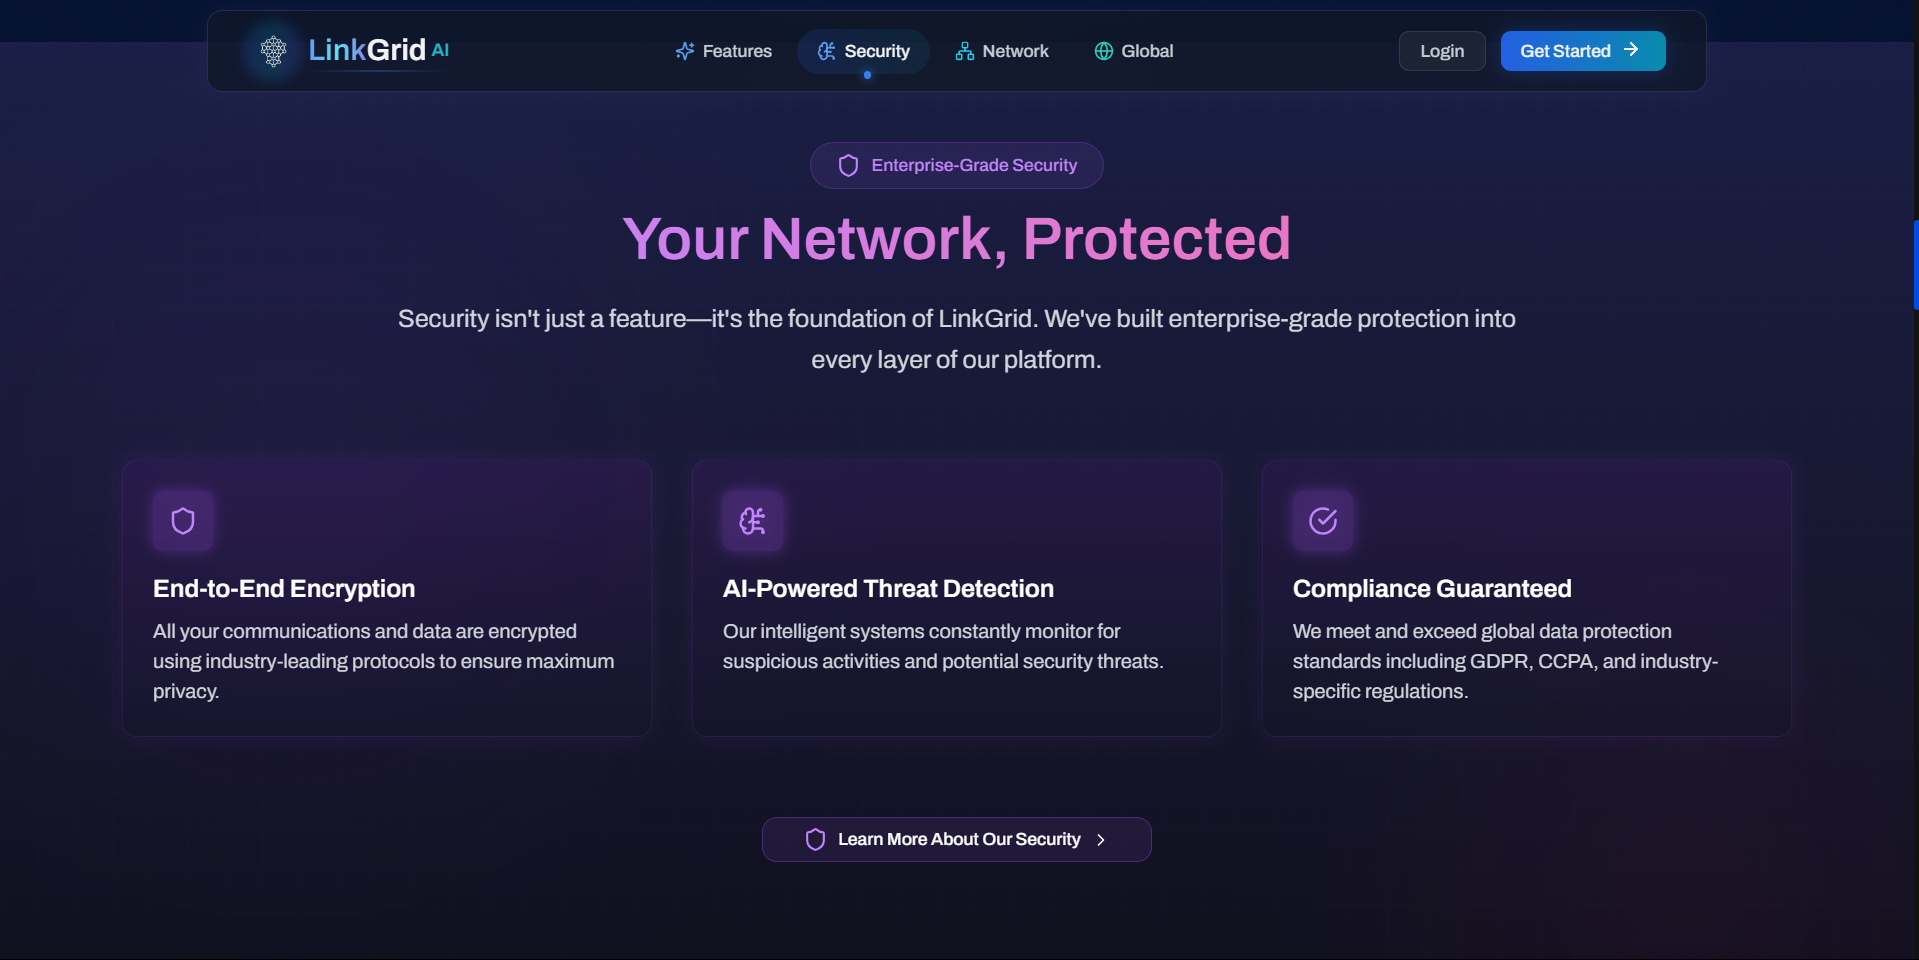 LinkGrid AI
Features
Security
Network
Global
Login
Get Started
Enterprise-Grade Security
Your Network, Protected
Security isn't just a feature—it's the foundation of LinkGrid. We've built enterprise-grade protection into
every layer of our platform.
End-to-End Encryption
All your communications and data are encrypted
using industry-leading protocols to ensure maximum
privacy.
AI-Powered Threat Detection
Our intelligent systems constantly monitor for
suspicious activities and potential security threats.
Compliance Guaranteed
We meet and exceed global data protection
standards including GDPR, CCPA, and industry-
specific regulations.
Learn More About Our Security